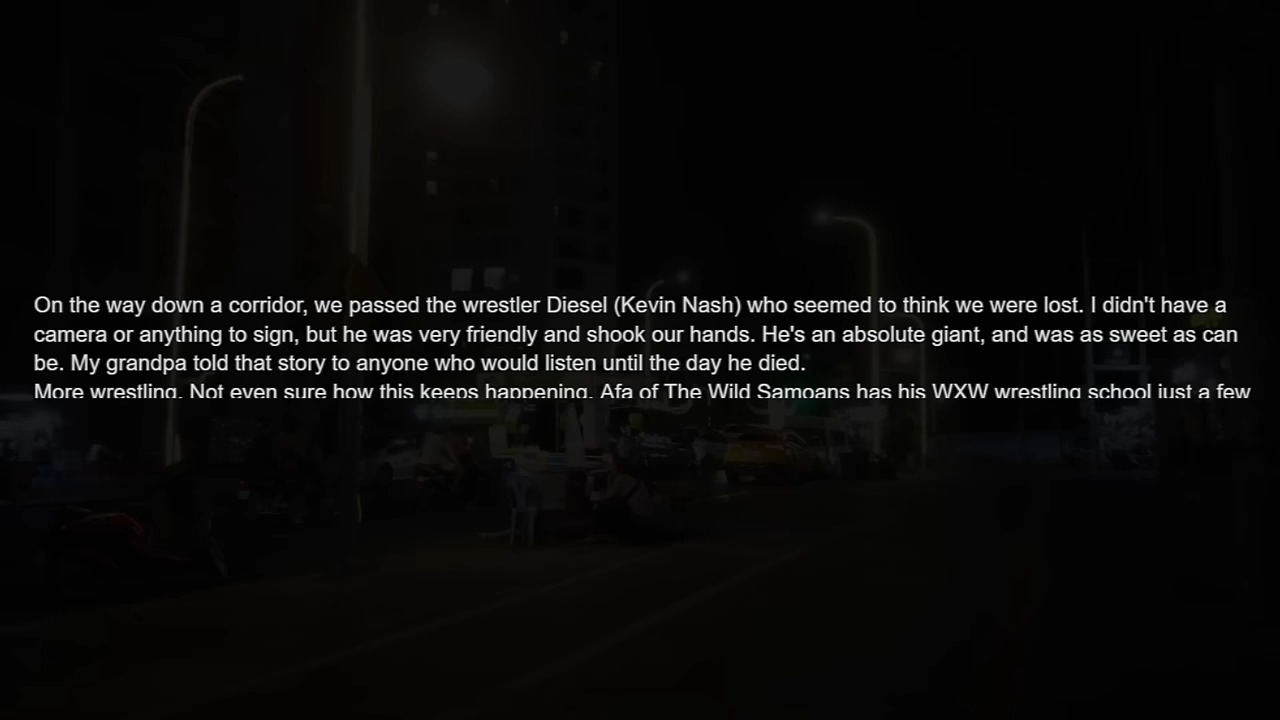 On the way down a corridor, we passed the wrestler Diesel (Kevin Nash) who seemed to think we were lost. I didn't have a
camera or anything to sign, but he was very friendly and shook our hands. He's an absolute giant, and was as sweet as can
be. My grandpa told that story to anyone who would listen until the day he died.
More wrestling. Not even sure how this keeps happening. Afa of The Wild Samoans has his WXW wrestling school just a few